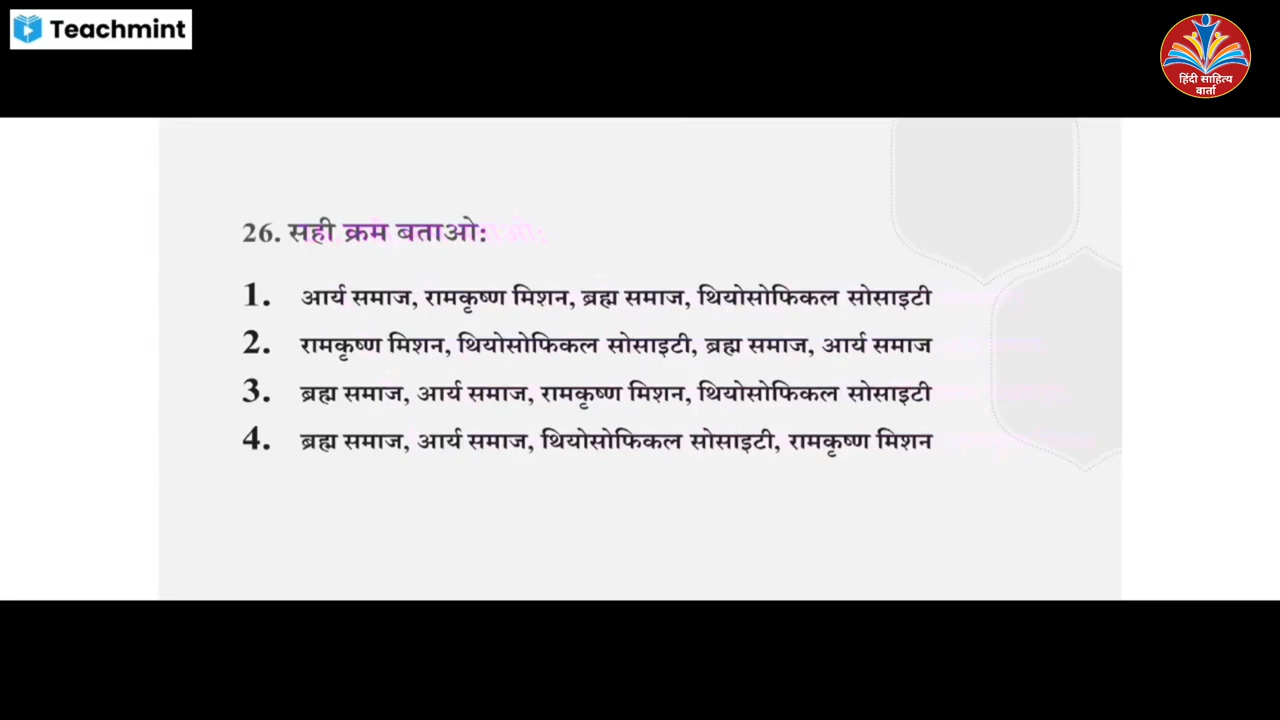 Teachmint
हिंदी साहित्य
वार्ता
26. सही क्रम बताओ:
1. आर्य समाज, रामकृष्ण मिशन, ब्रह्म समाज, थियोसोफिकल सोसाइटी
2. रामकृष्ण मिशन, थियोसोफिकल सोसाइटी, ब्रह्म समाज, आर्य समाज
3. ब्रह्म समाज, आर्य समाज, रामकृष्ण मिशन, थियोसोफिकल सोसाइटी
4. ब्रह्म समाज, आर्य समाज, थियोसोफिकल सोसाइटी, रामकृष्ण मिशन